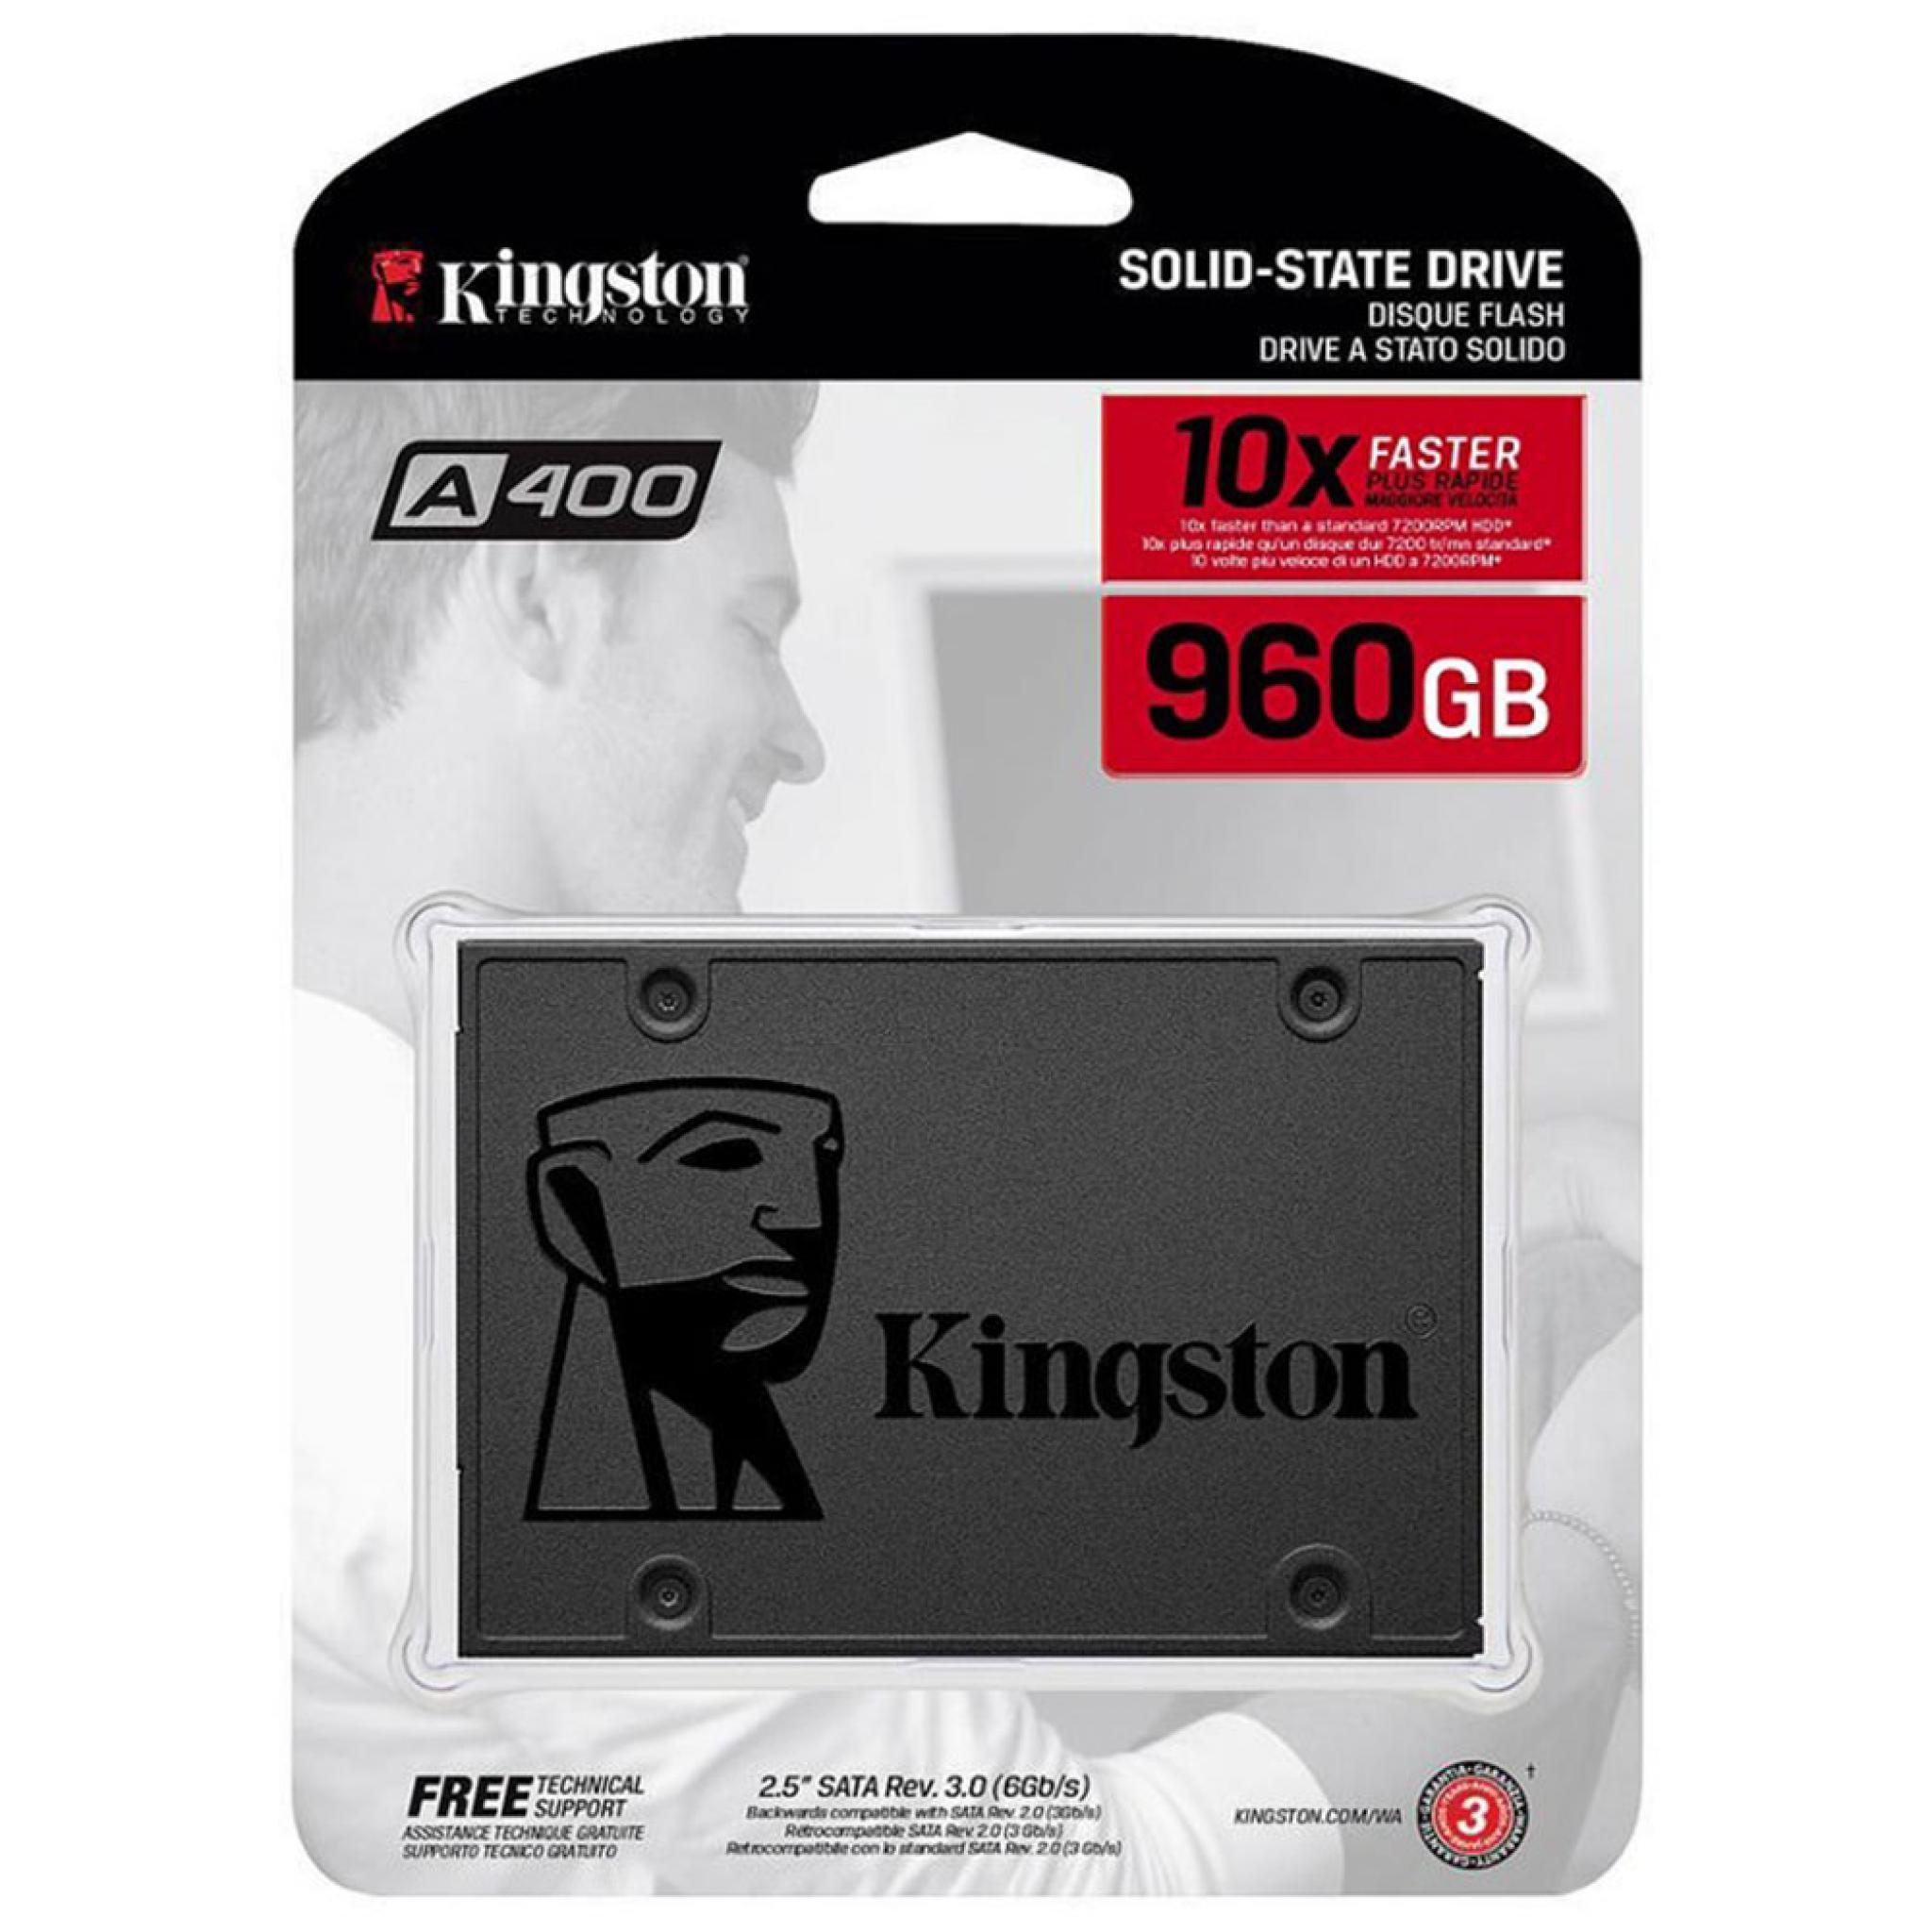 Kingston®
TECHNOLOGY
SOLID-STATE DRIVE
DISQUE FLASH
DRIVE A STATO SOLIDO
A400
10x FASTER
PLUS RAPIDE
MAGGIORE VELOCITÀ
10x faster than a standard 7200RPM HDD*
10x plus rapide qu'un disque dur 7200 tr/mn standard*
10 volte più veloce di un HDD a 7200RPM*
960GB
Kingston®
FREE TECHNICAL
SUPPORT
ASSISTANCE TECHNIQUE GRATUITE
SUPPORTO TECNICO GRATUITO
2.5" SATA Rev. 3.0 (6Gb/s)
Backwards compatible with SATA Rev. 2.0 (3Gb/s)
Rétrocompatible SATA Rev 2.0 (3 Gb/s)
Retrocompatibile con lo standard SATA Rev. 2.0 (3 Gb/s)
KINGSTON.COM/WA
3
†